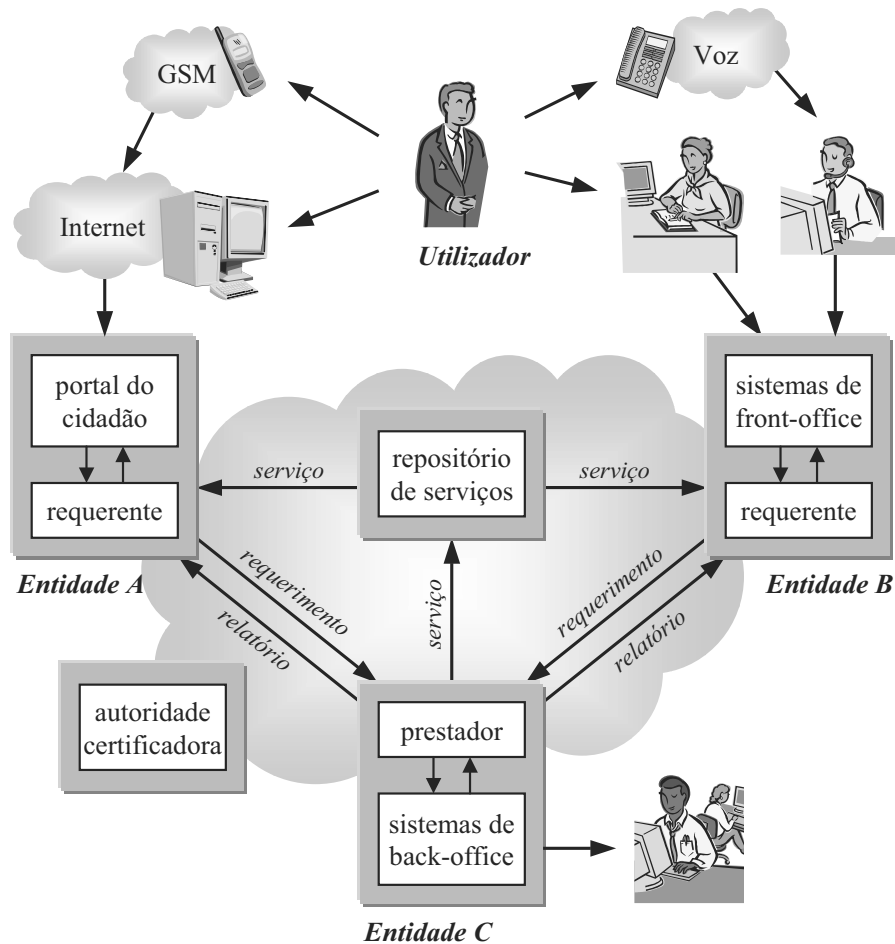 GSM
Voz
Internet
Utilizador
portal do
cidadão
requerente
Entidade A
repositório
de serviços
serviço
serviço
serviço
sistemas de
front-office
requerente
Entidade B
requerimento
relatório
requerimento
relatório
autoridade
certificadora
prestador
sistemas de
back-office
Entidade C